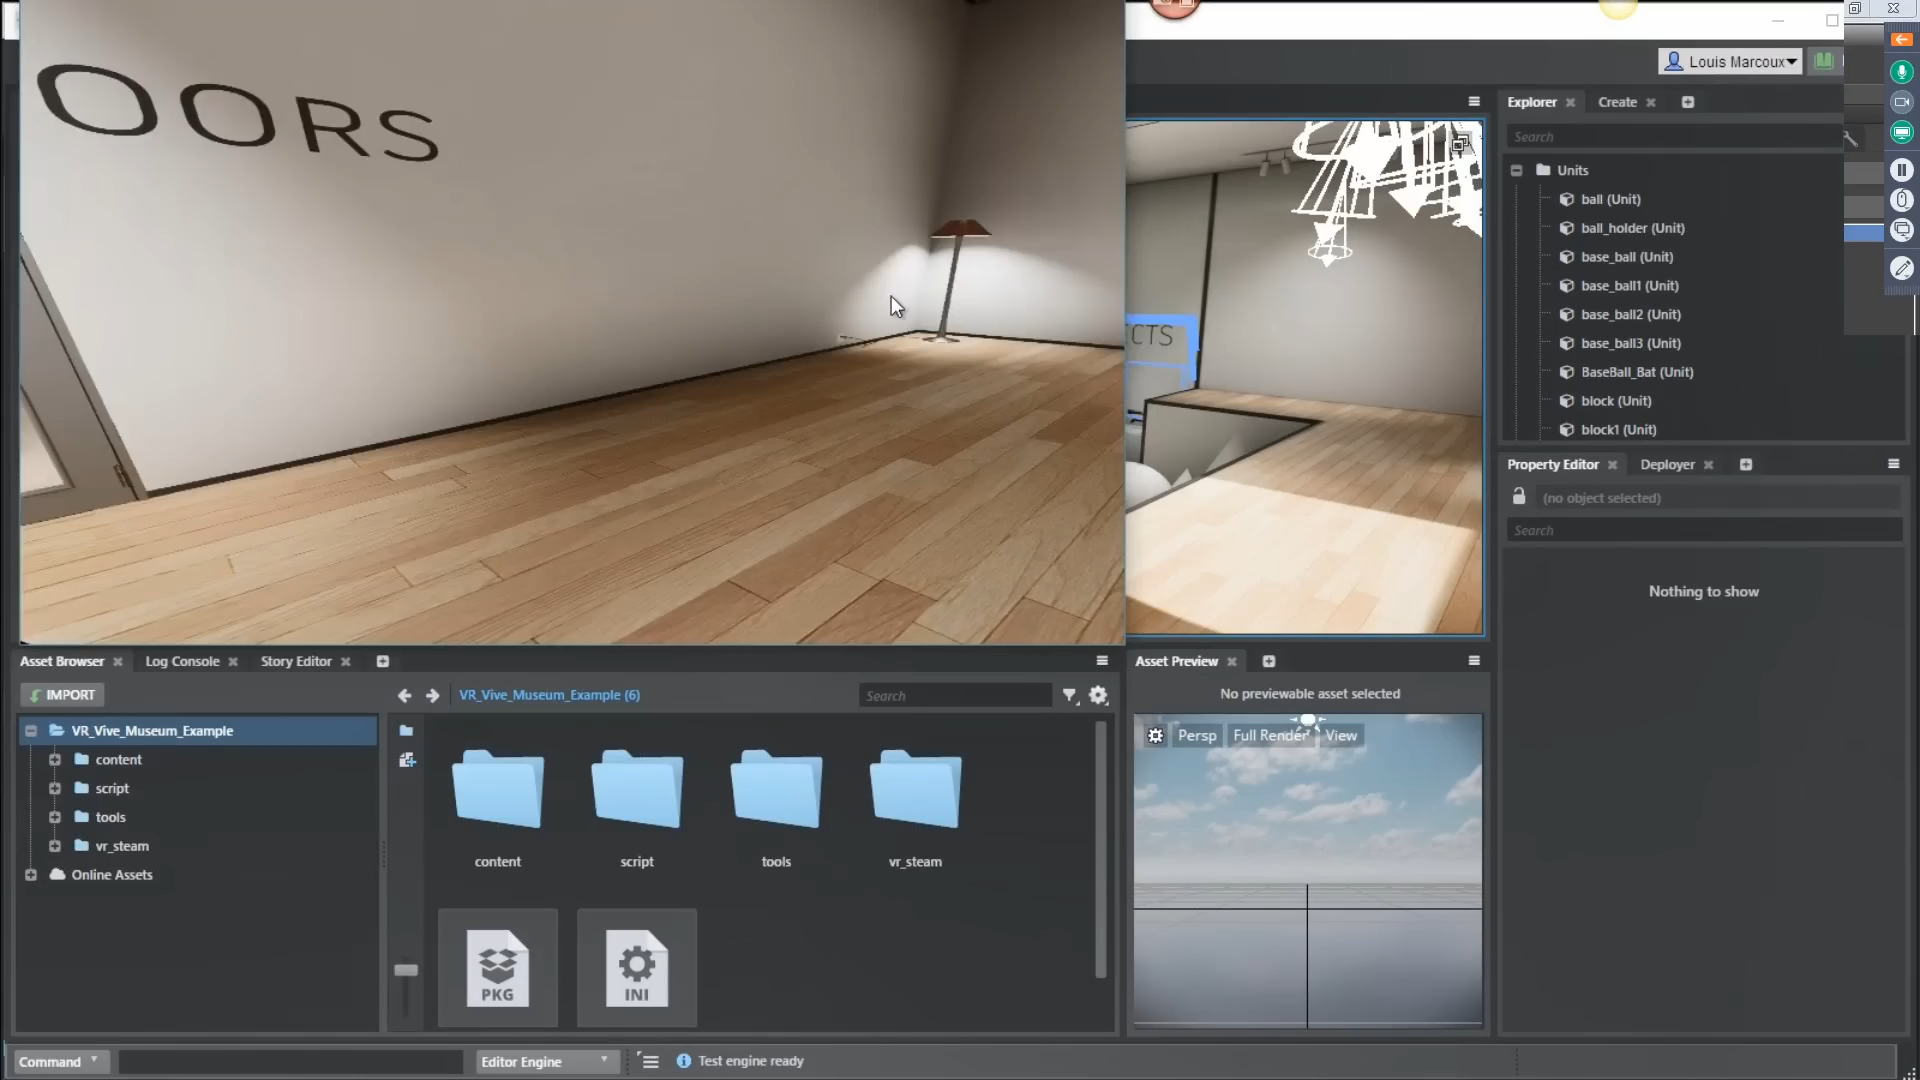 OORS
Louis Marcoux
Explorer
Create
Search
Units
ball (Unit)
ball_holder (Unit)
base_ball (Unit)
base_ball1 (Unit)
base_ball2 (Unit)
base_ball3 (Unit)
BaseBall_Bat (Unit)
block (Unit)
block1 (Unit)
CTS
Property Editor
Deployer
(no object selected)
Search
Nothing to show
Asset Browser
Log Console
Story Editor
IMPORT
VR_Vive_Museum_Example (6)
Search
VR_Vive_Museum_Example
content
script
tools
vr_steam
Online Assets
content
script
tools
vr_steam
PKG
INI
Asset Preview
No previewable asset selected
Persp
Full Render
View
Command
Editor Engine
Test engine ready